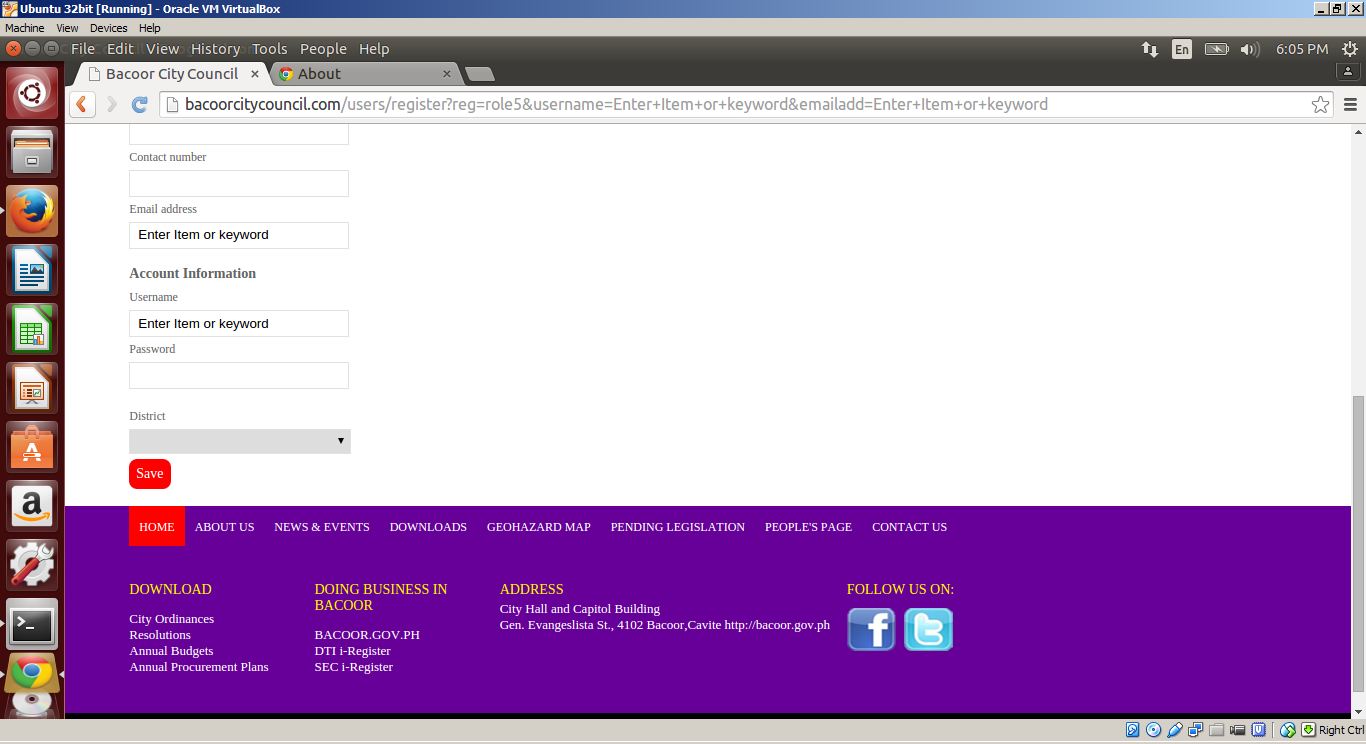 Ubuntu 32bit [Running] - Oracle VM VirtualBox
Machine View Devices Help
File Edit View History Tools People Help
En
6:05 PM
Bacoor City Council
About
bacoorcitycouncil.com/users/register?reg=role5&username=Enter+Item+or+keyword&emailadd=Enter+Item+or+keyword
Contact number
Email address
Enter Item or keyword
Account Information
Username
Enter Item or keyword
Password
District
Save
HOME ABOUT US NEWS & EVENTS DOWNLOADS GEOHAZARD MAP PENDING LEGISLATION PEOPLE'S PAGE CONTACT US
DOWNLOAD
City Ordinances
Resolutions
Annual Budgets
Annual Procurement Plans
DOING BUSINESS IN
BACOOR
BACOOR.GOV.PH
DTI i-Register
SEC i-Register
ADDRESS
City Hall and Capitol Building
Gen. Evangeslista St., 4102 Bacoor,Cavite http://bacoor.gov.ph
FOLLOW US ON:
Right Ctrl